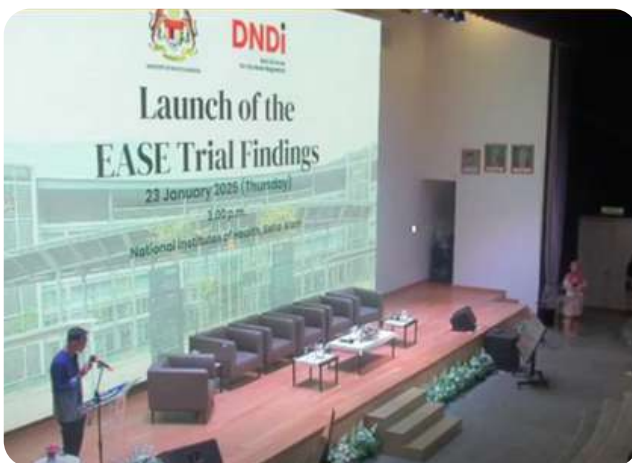 DNDi
Launch of the
EASE Trial Findings
23 January 2025 (Thursday)
3.00 p.m.
National Institutes of Health, Setia Alam